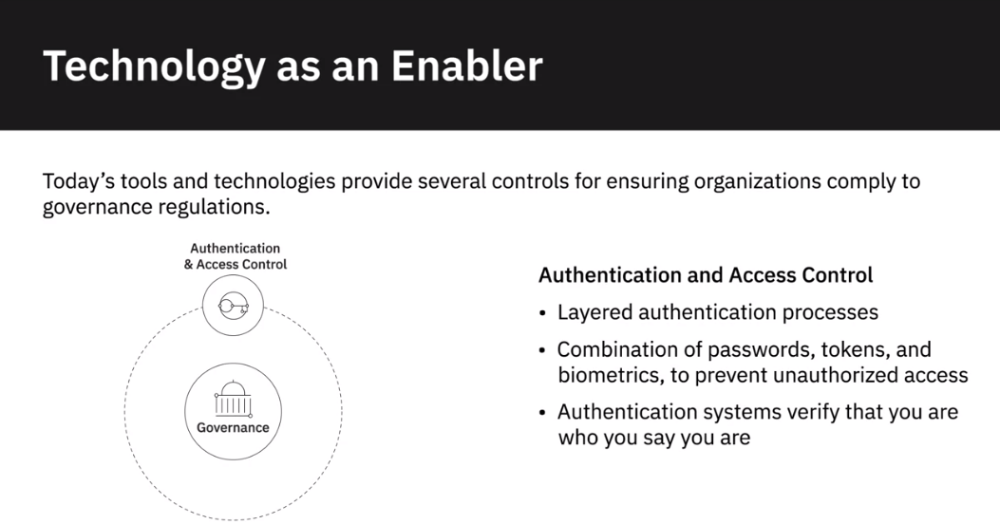 Technology as an Enabler
Today's tools and technologies provide several controls for ensuring organizations comply to
governance regulations.
Authentication
& Access Control
Governance
Authentication and Access Control
• Layered authentication processes
• Combination of passwords, tokens, and
biometrics, to prevent unauthorized access
• Authentication systems verify that you are
who you say you are